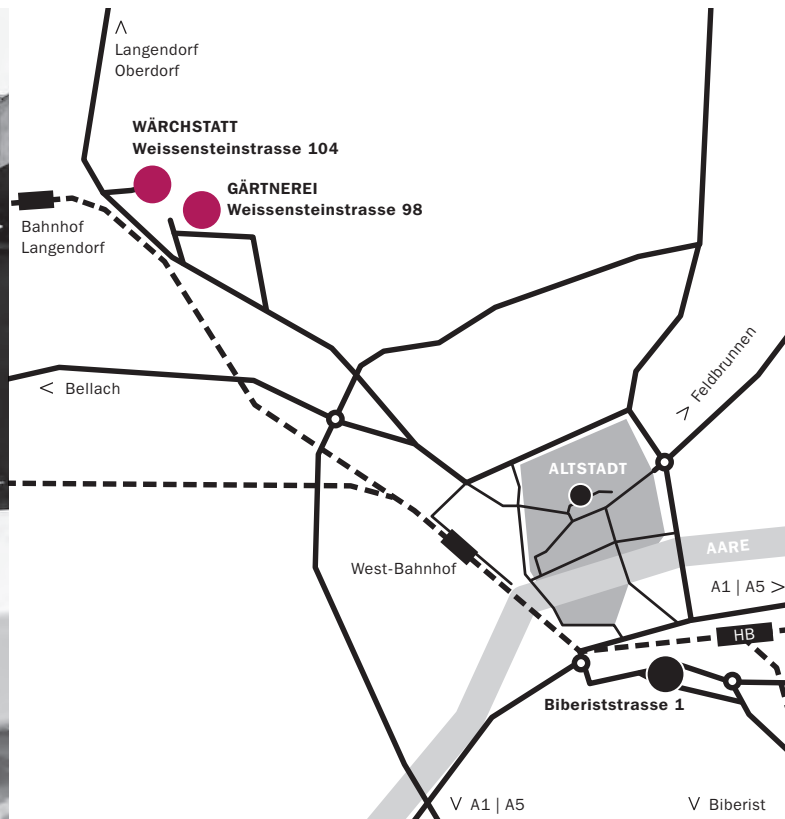 Langendorf
Oberdorf
WÄRCHSTATT
Weissensteinstrasse 104
GÄRTNEREI
Weissensteinstrasse 98
Bahnhof
Langendorf
< Bellach
> Feldbrunnen
ALTSTADT
AARE
West-Bahnhof
A1 | A5 >
HB
Biberiststrasse 1
A1 | A5
Biberist